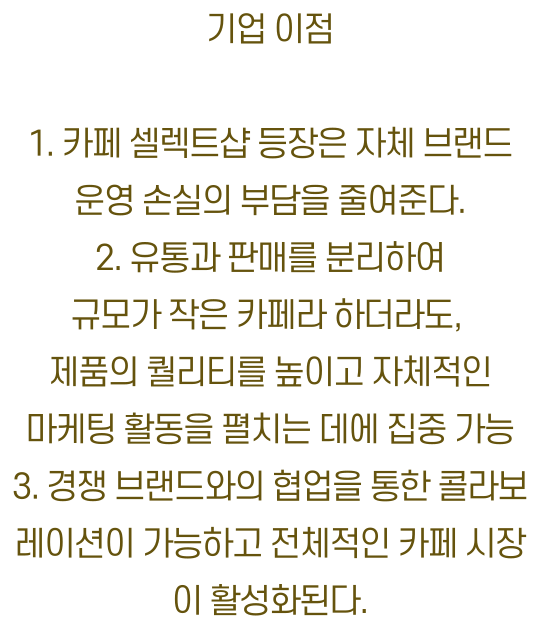 기업 이점
1. 카페 셀렉트샵 등장은 자체 브랜드
운영 손실의 부담을 줄여준다.
2. 유통과 판매를 분리하여
규모가 작은 카페라 하더라도,
제품의 퀄리티를 높이고 자체적인
마케팅 활동을 펼치는 데에 집중 가능
3. 경쟁 브랜드와의 협업을 통한 콜라보
레이션이 가능하고 전체적인 카페 시장
이 활성화된다.